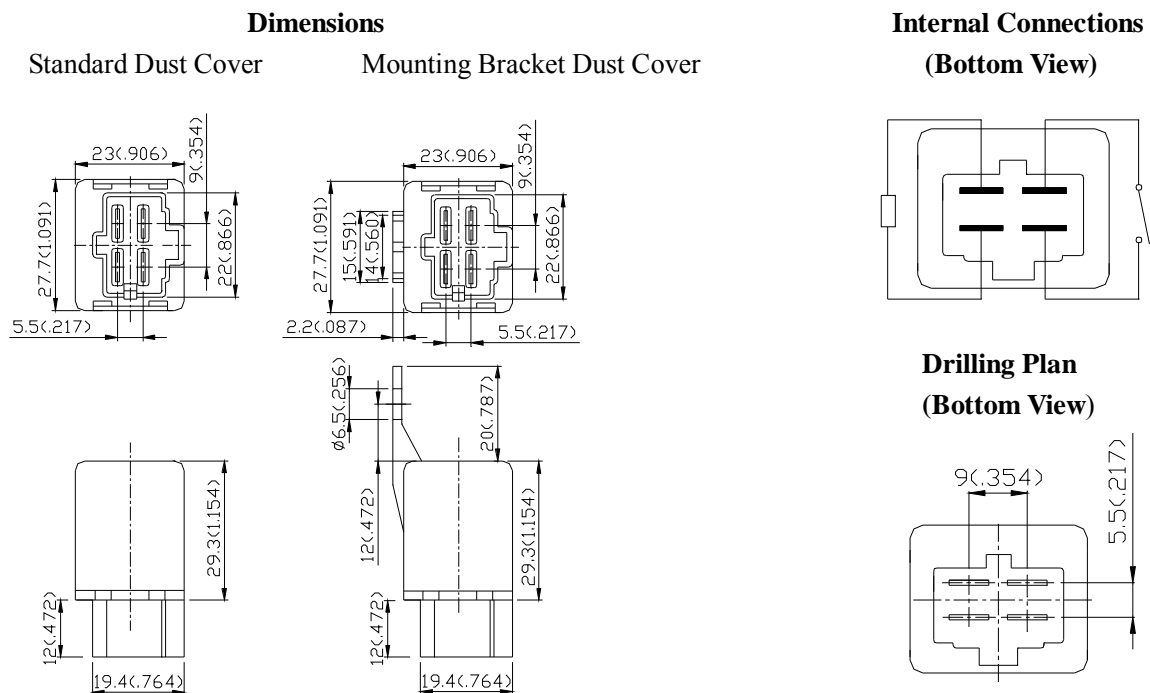 Dimensions
Standard Dust Cover
Mounting Bracket Dust Cover
23(.906)
9(.354)
27.7(1.091)
22(.866)
5.5(.217)
23(.906)
9(.354)
27.7(1.091)
15(.591)
14(.560)
22(.866)
2.2(.087)
5.5(.217)
29.3(1.154)
12(.472)
19.4(.764)
ø6.5(.256)
20(.787)
12(.472)
29.3(1.154)
12(.472)
19.4(.764)
Internal Connections
(Bottom View)
Drilling Plan
(Bottom View)
9(.354)
5.5(.217)